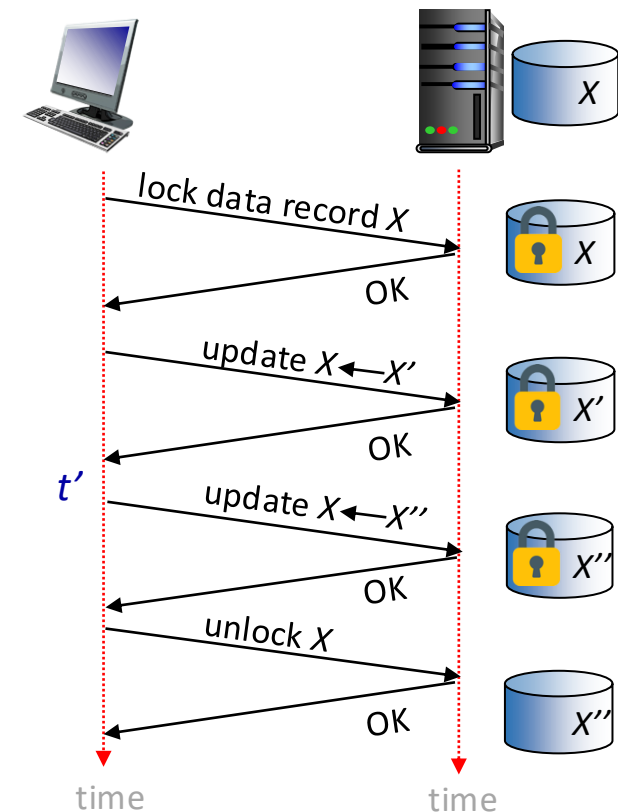 X
lock data record X
X
OK
update X←X’
X’
OK
t’
update X←X’’
X’’
OK
unlock X
OK
X’’
time
time